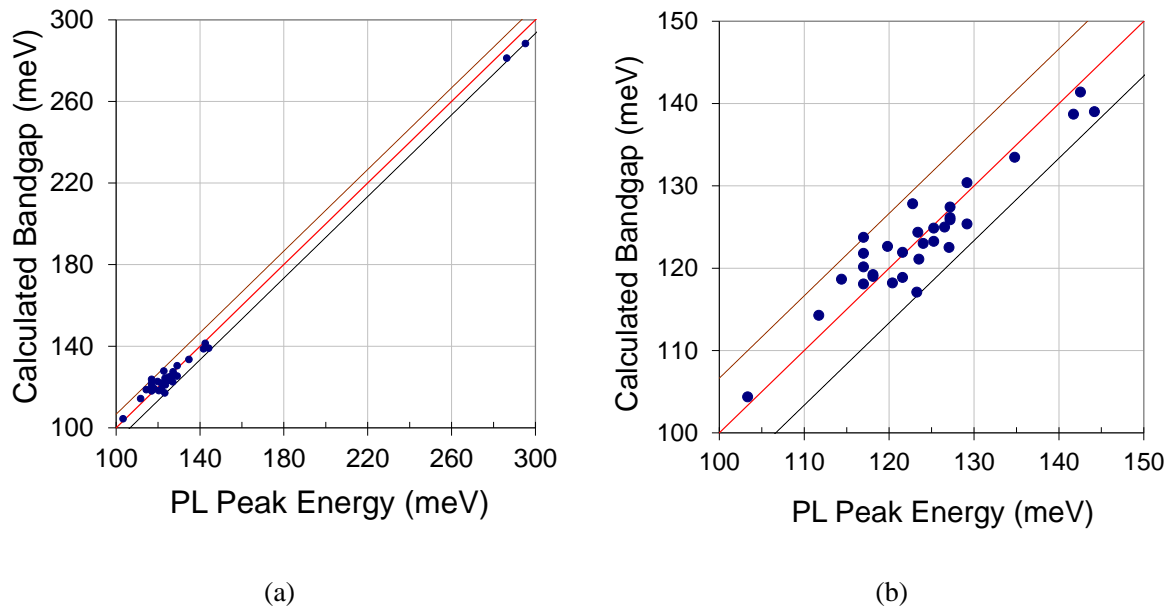 300
260
220
180
140
100
100 140 180 220 260 300
Calculated Bandgap (meV)
PL Peak Energy (meV)
(a)
150
140
130
120
110
100
100 110 120 130 140 150
Calculated Bandgap (meV)
PL Peak Energy (meV)
(b)